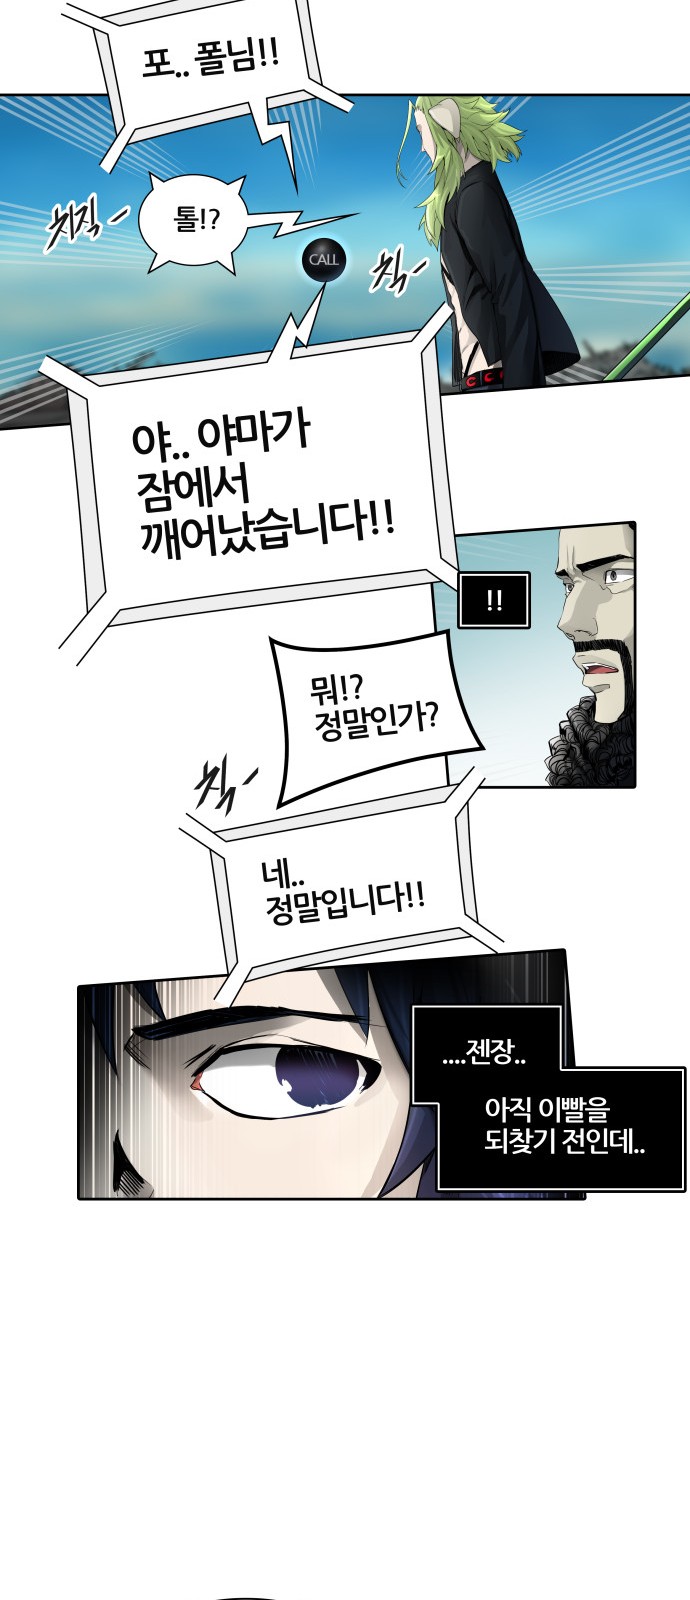 포.. 폴님!!
치직-
톨!?
CALL
칙-
야.. 야마가
잠에서
깨어났습니다!!
!!
뭐!?
정말인가?
칙-
네..
정말입니다!!
....젠장..
아직 이빨을
되찾기 전인데..